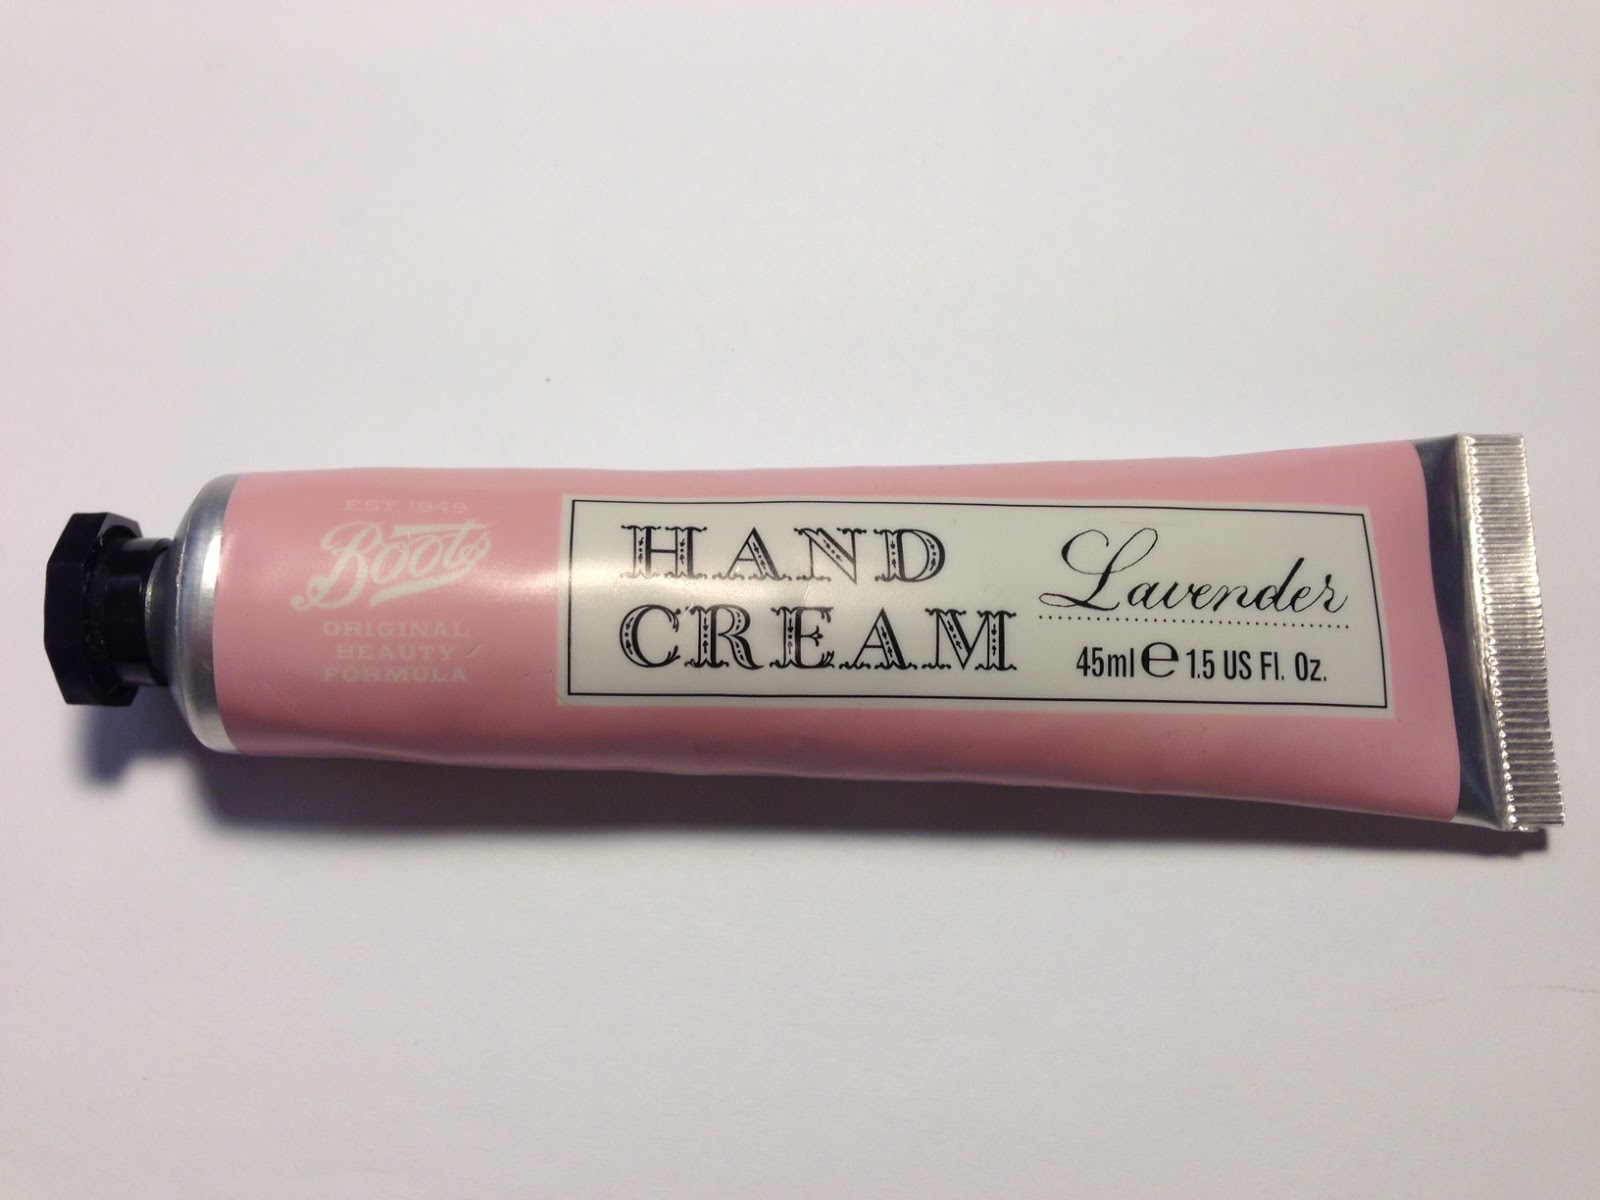 EST 1849
Boots
ORIGINAL
BEAUTY
FORMULA
HAND
CREAM
Lavender
45ml e 1.5 US Fl. Oz.